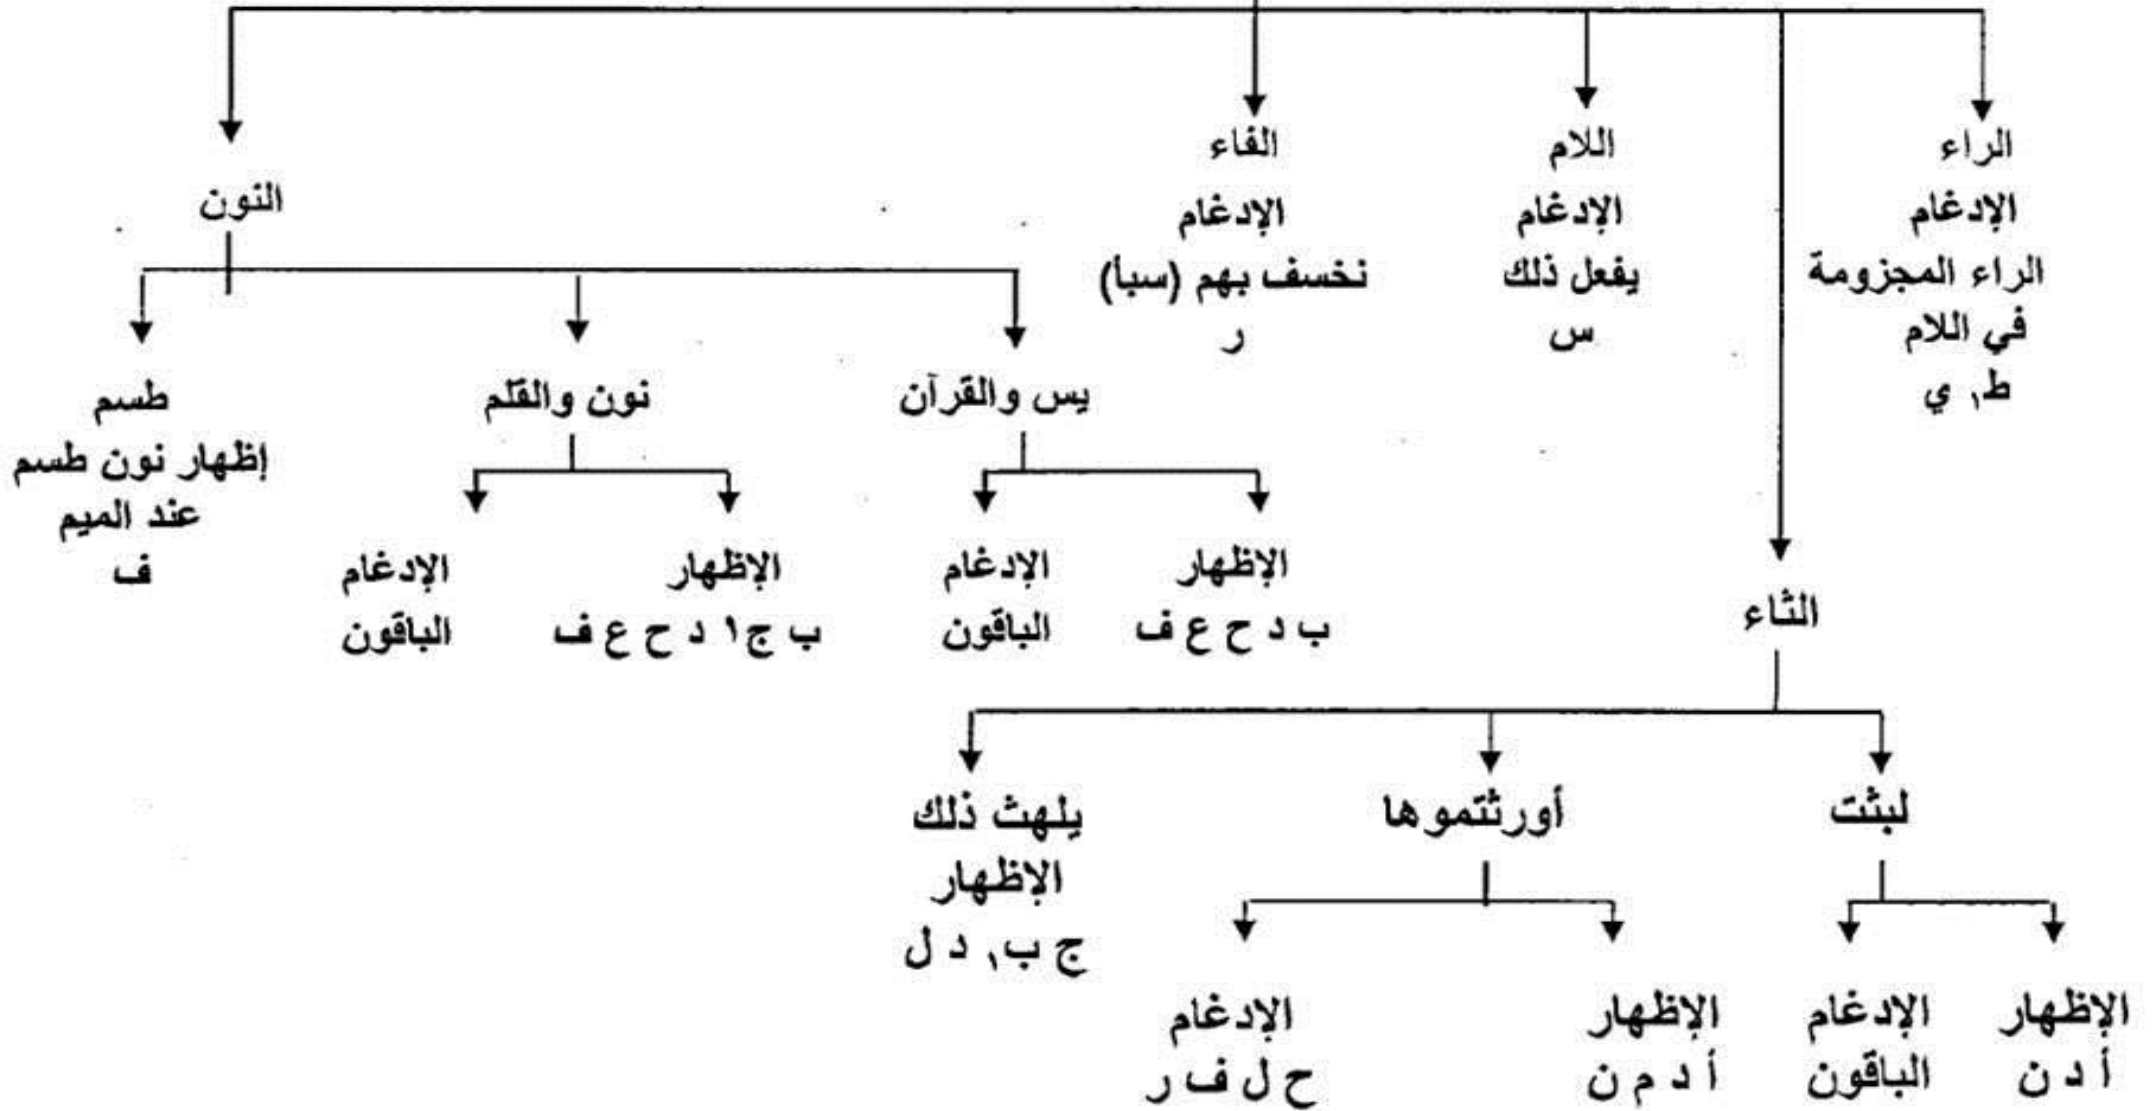 الراء
الإدغام
الراء المجزومة
في اللام
ط١ ي
اللام
الإدغام
يفعل ذلك
س
الفاء
الإدغام
نخسف بهم (سبأ)
ر
النون
يس والقرآن
الإظهار
ب د ح ع ف
الإدغام
الباقون
نون والقلم
الإظهار
ب ج١ د ح ع ف
الإدغام
الباقون
طسم
إظهار نون طسم
عند الميم
ف
الثاء
لبثت
الإظهار
أ د ن
الإدغام
الباقون
أورثتموها
الإظهار
أ د م ن
الإدغام
ح ل ف ر
يلهث ذلك
الإظهار
ج ب١ د ل